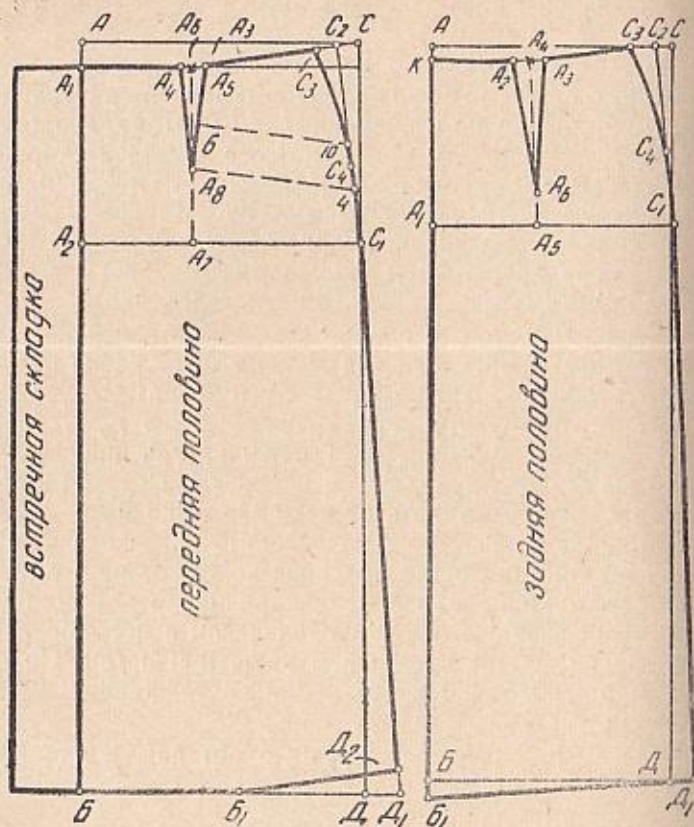 А А6 А3 С2 С
А1 А4 А5 С3
б 10
С4
А8 4
А2 А7 С1
встречная складка
передняя половина
Д2
Б Б1 Д Д1
А А4 С3 С2 С
К А2 А3
С4
А6
А1 А5 С1
задняя половина
Б Д
Б1 Д1